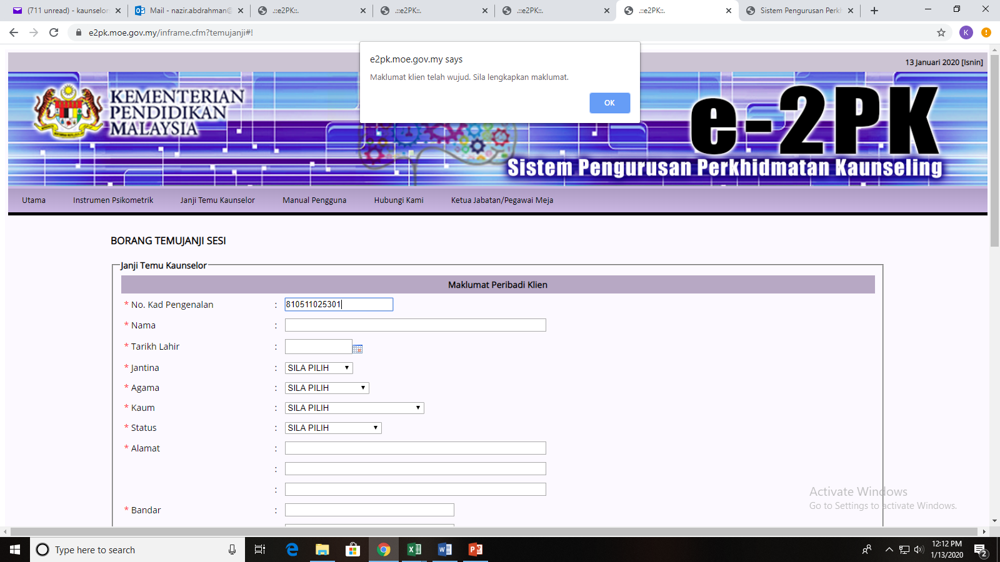 (711 unread) - kaunselor
Mail - nazir.abdrahman@
.::e2PK::.
.::e2PK::.
.::e2PK::.
.::e2PK::.
Sistem Pengurusan Perkh
e2pk.moe.gov.my/inframe.cfm?temujanji#!
K
e2pk.moe.gov.my says
Maklumat klien telah wujud. Sila lengkapkan maklumat.
OK
13 Januari 2020 [Isnin]
KEMENTERIAN
PENDIDIKAN
MALAYSIA
e-2PK
Sistem Pengurusan Perkhidmatan Kaunseling
Utama
Instrumen Psikometrik
Janji Temu Kaunselor
Manual Pengguna
Hubungi Kami
Ketua Jabatan/Pegawai Meja
BORANG TEMUJANJI SESI
Janji Temu Kaunselor
Maklumat Peribadi Klien
* No. Kad Pengenalan : 810511025301
* Nama :
* Tarikh Lahir :
* Jantina : SILA PILIH
* Agama : SILA PILIH
* Kaum : SILA PILIH
* Status : SILA PILIH
* Alamat :
:
:
* Bandar :
Activate Windows
Go to Settings to activate Windows.
Type here to search
12:12 PM
1/13/2020
2